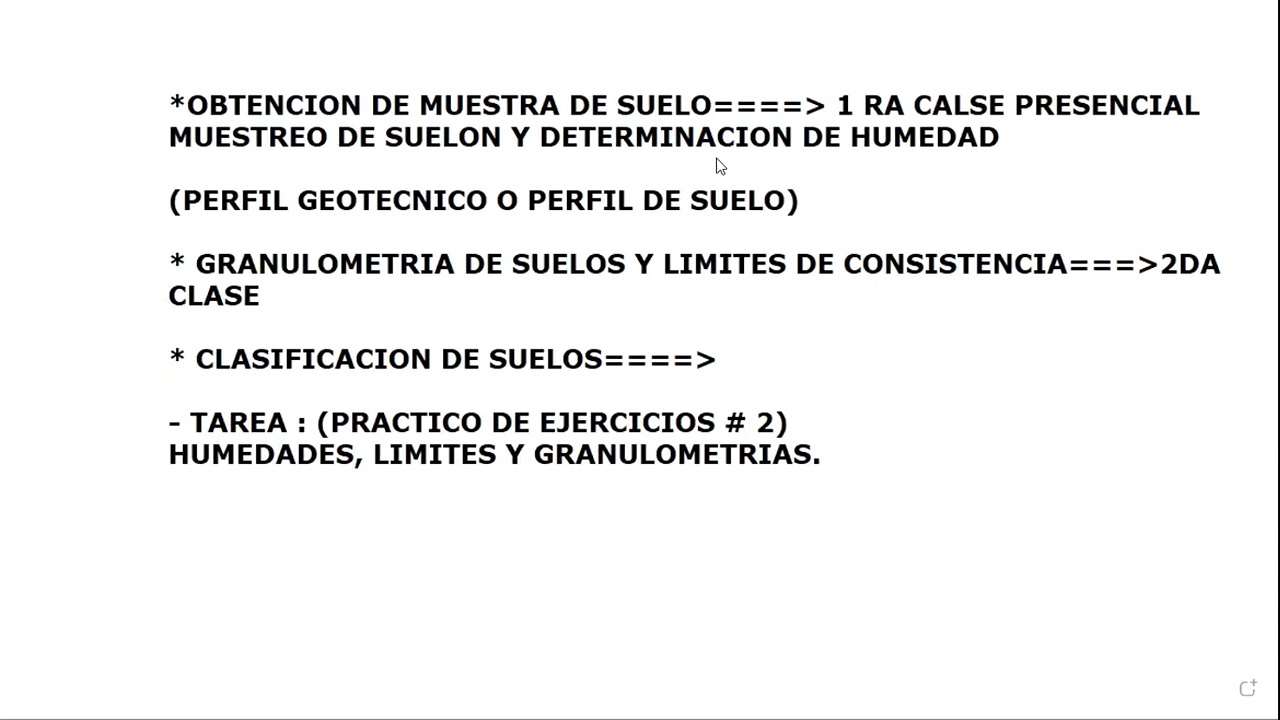 *OBTENCION DE MUESTRA DE SUELO====> 1 RA CALSE PRESENCIAL
MUESTREO DE SUELON Y DETERMINACION DE HUMEDAD
(PERFIL GEOTECNICO O PERFIL DE SUELO)
* GRANULOMETRIA DE SUELOS Y LIMITES DE CONSISTENCIA===>2DA
CLASE
* CLASIFICACION DE SUELOS====>
- TAREA : (PRACTICO DE EJERCICIOS # 2)
HUMEDADES, LIMITES Y GRANULOMETRIAS.